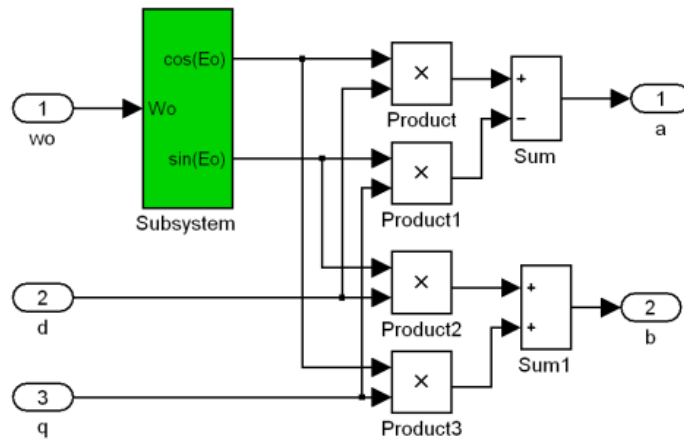 cos(Eo)
×
+
1
Wo
Product
−
1
wo
a
Sum
sin(Eo)
×
Subsystem
Product1
×
+
2
2
d
Product2
+
b
Sum1
×
3
q
Product3